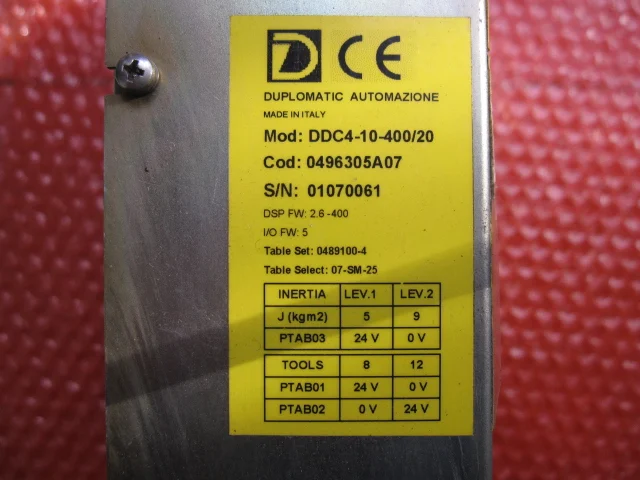 D CE
DUPLOMATIC AUTOMAZIONE
MADE IN ITALY
Mod: DDC4-10-400/20
Cod: 0496305A07
S/N: 01070061
DSP FW: 2.6 -400
I/O FW: 5
Table Set: 0489100-4
Table Select: 07-SM-25
INERTIA LEV.1 LEV.2
J (kgm2) 5 9
PTAB03 24 V 0 V
TOOLS 8 12
PTAB01 24 V 0 V
PTAB02 0 V 24 V